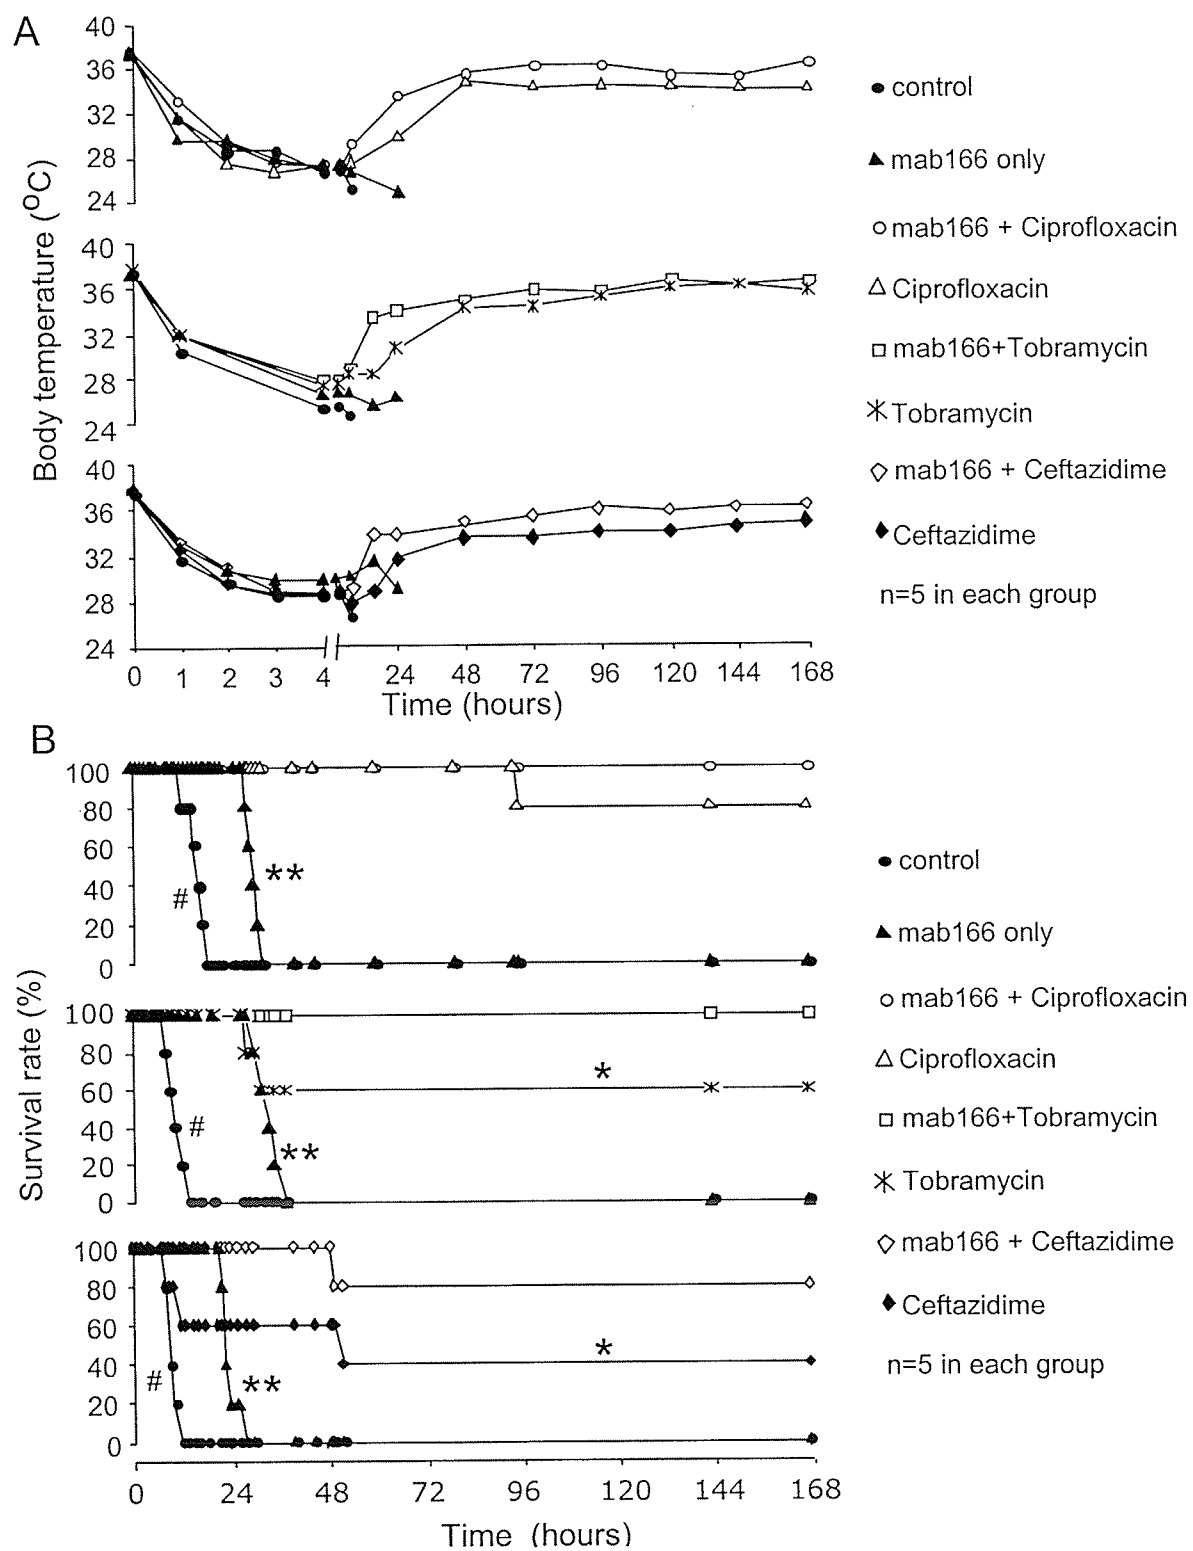 A
40
36
32
28
24
40
36
32
28
24
40
36
32
28
24
Body temperature (°C)
0 1 2 3 4 24 48 72 96 120 144 168
Time (hours)
control
mab166 only
mab166 + Ciprofloxacin
Ciprofloxacin
mab166+Tobramycin
Tobramycin
mab166 + Ceftazidime
Ceftazidime
n=5 in each group
B
100
80
60
40
20
0
100
80
60
40
20
0
100
80
60
40
20
0
Survival rate (%)
#
**
*
#
**
*
#
**
0 24 48 72 96 120 144 168
Time (hours)
control
mab166 only
mab166 + Ciprofloxacin
Ciprofloxacin
mab166+Tobramycin
Tobramycin
mab166 + Ceftazidime
Ceftazidime
n=5 in each group